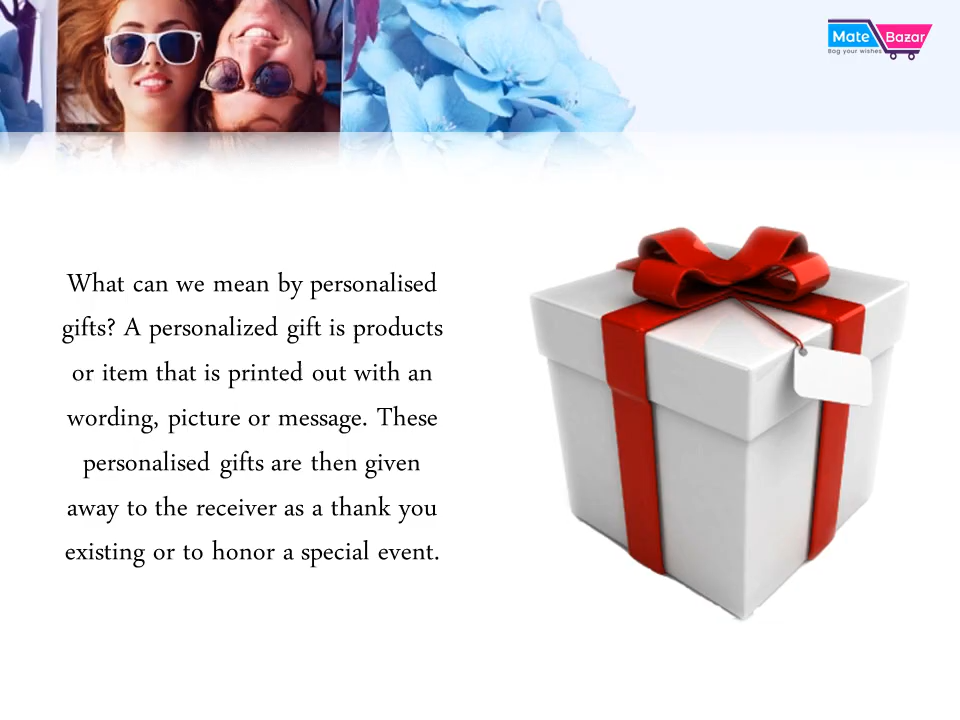 Mate Bazar
Bag your wishes
What can we mean by personalised
gifts? A personalized gift is products
or item that is printed out with an
wording, picture or message. These
personalised gifts are then given
away to the receiver as a thank you
existing or to honor a special event.